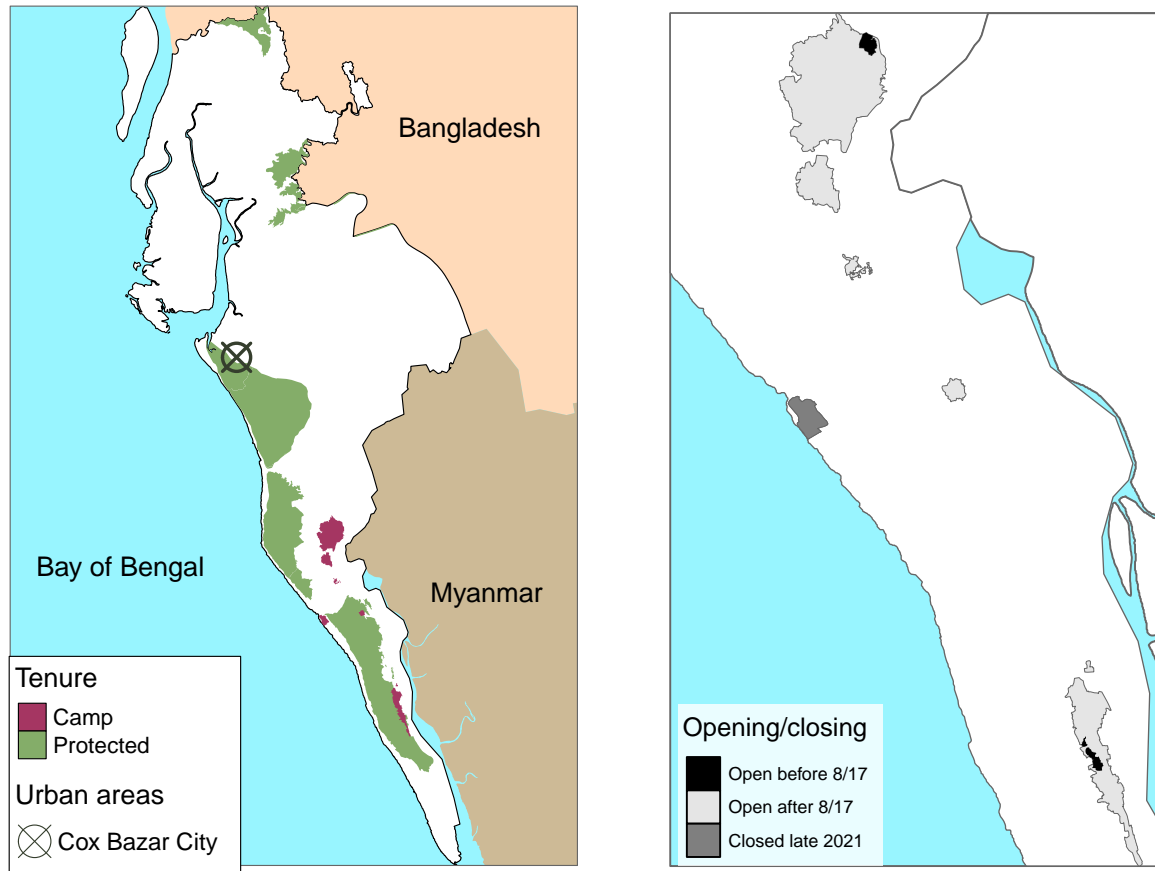 Bangladesh
Bay of Bengal
Myanmar
Tenure
Camp
Protected
Urban areas
Cox Bazar City
Opening/closing
Open before 8/17
Open after 8/17
Closed late 2021